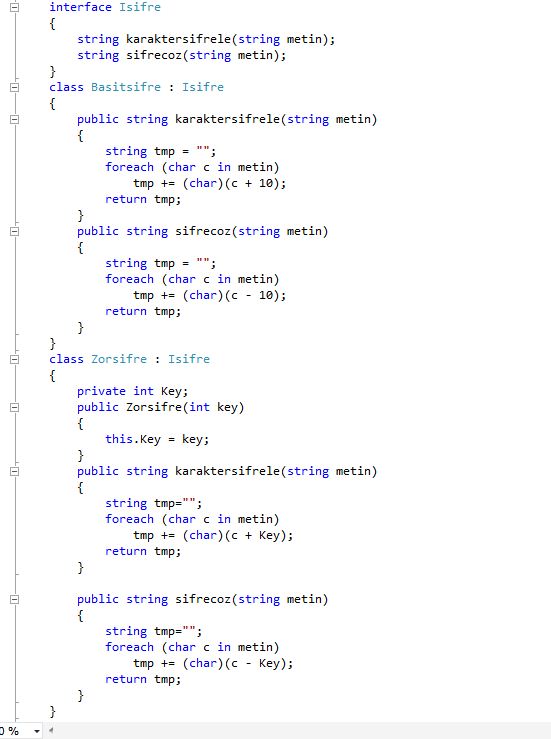 interface Isifre
{
    string karaktersifrele(string metin);
    string sifrecoz(string metin);
}
class Basitsifre : Isifre
{
    public string karaktersifrele(string metin)
    {
        string tmp = "";
        foreach (char c in metin)
            tmp += (char)(c + 10);
        return tmp;
    }
    public string sifrecoz(string metin)
    {
        string tmp = "";
        foreach (char c in metin)
            tmp += (char)(c - 10);
        return tmp;
    }
}
class Zorsifre : Isifre
{
    private int Key;
    public Zorsifre(int key)
    {
        this.Key = key;
    }
    public string karaktersifrele(string metin)
    {
        string tmp="";
        foreach (char c in metin)
            tmp += (char)(c + Key);
        return tmp;
    }

    public string sifrecoz(string metin)
    {
        string tmp="";
        foreach (char c in metin)
            tmp += (char)(c - Key);
        return tmp;
    }
}
0 %